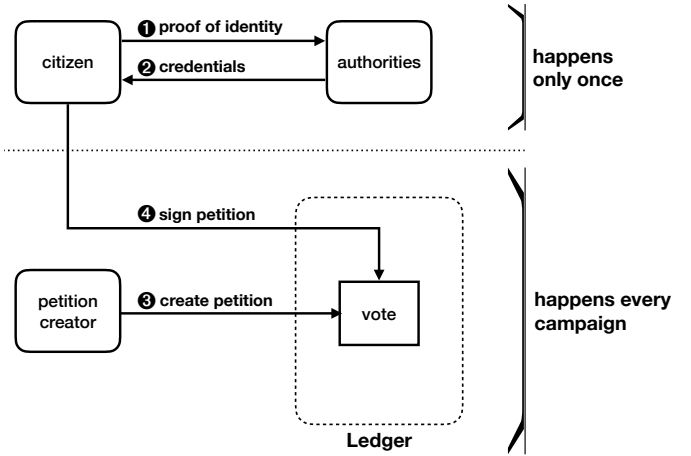 ❶ proof of identity
citizen
authorities
❷ credentials
happens
only once
❹ sign petition
petition
creator
❸ create petition
vote
happens every
campaign
Ledger